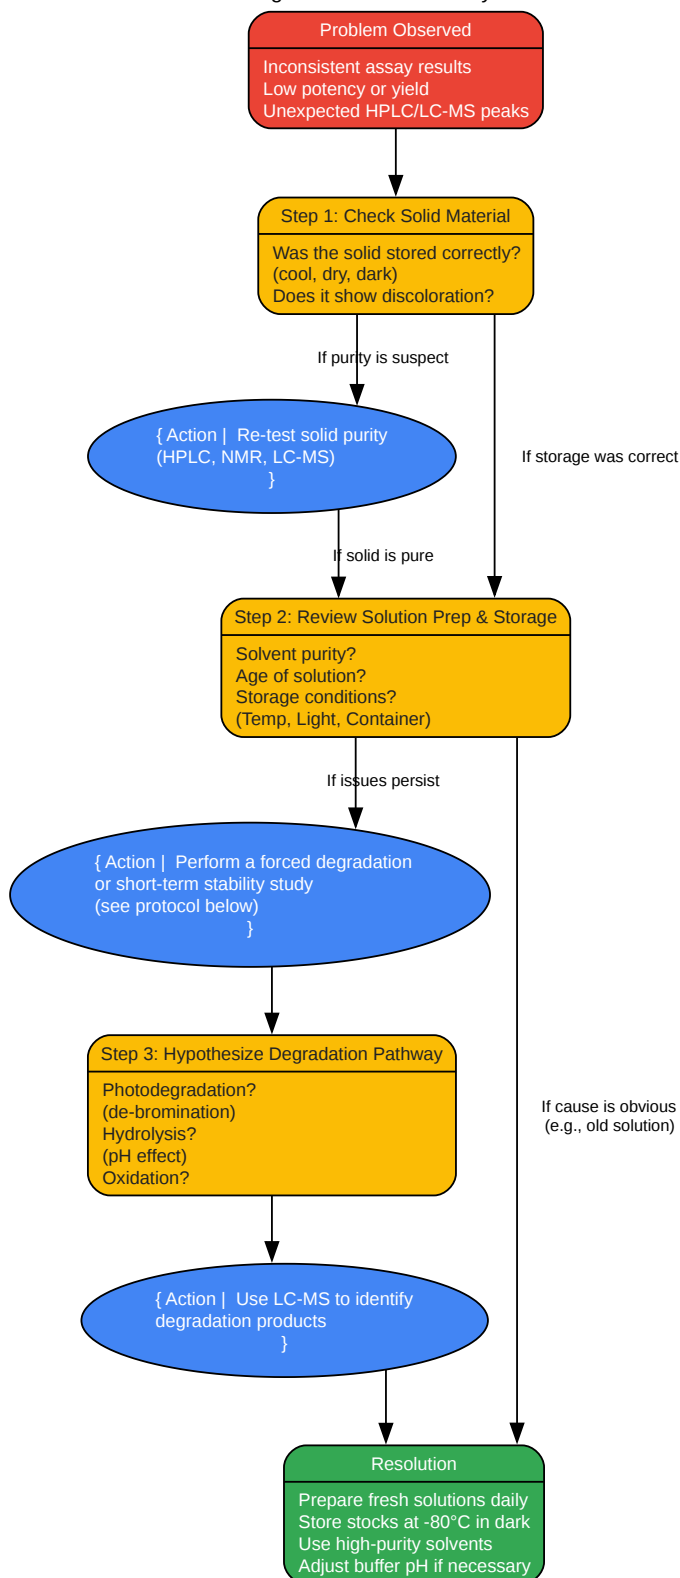 Problem Observed
Inconsistent assay results
Low potency or yield
Unexpected HPLC/LC-MS peaks
Step 1: Check Solid Material
Was the solid stored correctly?
(cool, dry, dark)
Does it show discoloration?
If purity is suspect
{ Action | Re-test solid purity
(HPLC, NMR, LC-MS)
}
If storage was correct
If solid is pure
Step 2: Review Solution Prep & Storage
Solvent purity?
Age of solution?
Storage conditions?
(Temp, Light, Container)
If issues persist
{ Action | Perform a forced degradation
or short-term stability study
(see protocol below)
}
Step 3: Hypothesize Degradation Pathway
Photodegradation?
(de-bromination)
Hydrolysis?
(pH effect)
Oxidation?
If cause is obvious
(e.g., old solution)
{ Action | Use LC-MS to identify
degradation products
}
Resolution
Prepare fresh solutions daily
Store stocks at -80°C in dark
Use high-purity solvents
Adjust buffer pH if necessary